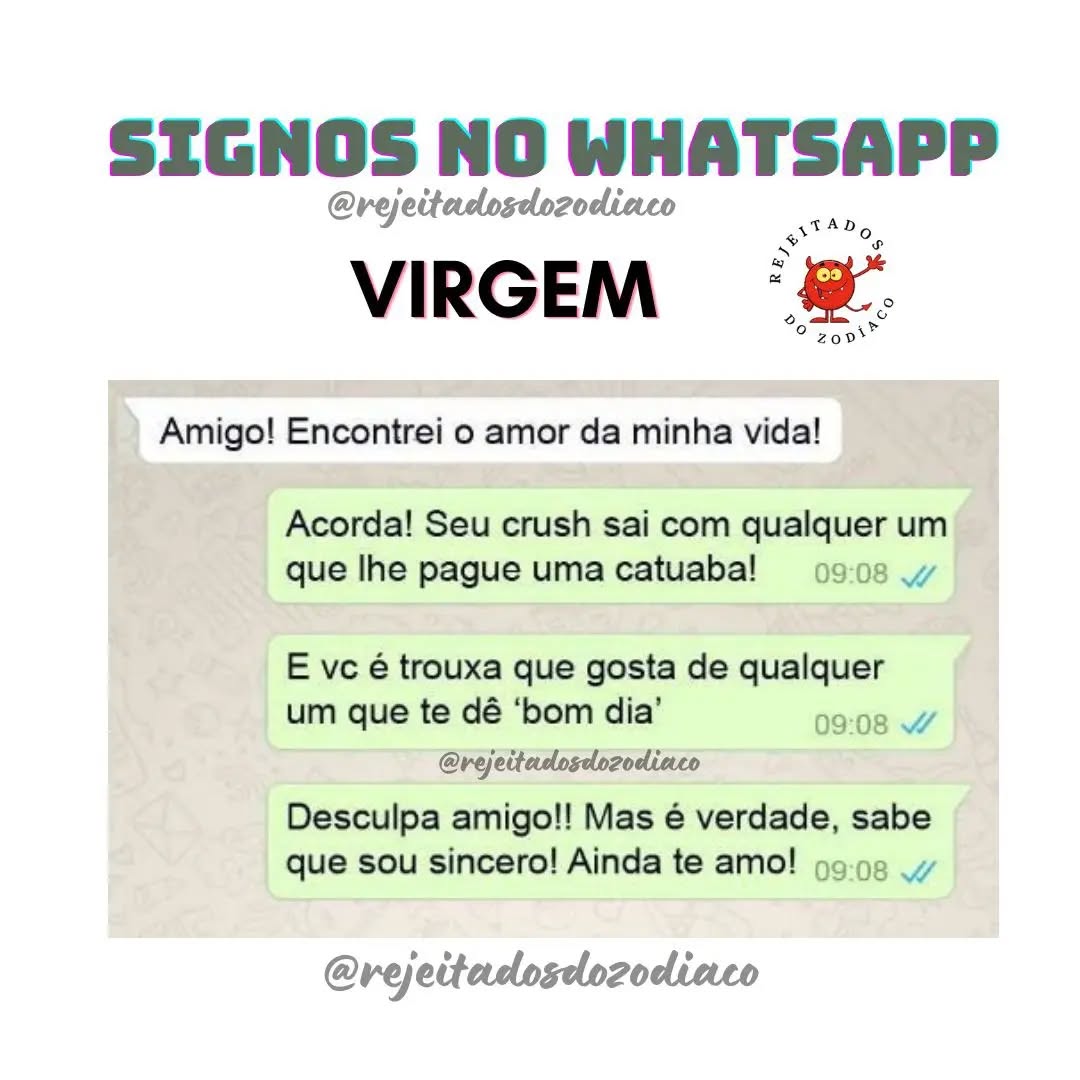 SIGNOS NO WHATSAPP
@rejeitadosdozodiaco
VIRGEM
REJEITADOS
DO ZODÍACO
Amigo! Encontrei o amor da minha vida!
Acorda! Seu crush sai com qualquer um
que lhe pague uma catuaba! 09:08
E vc é trouxa que gosta de qualquer
um que te dê ‘bom dia’ 09:08
@rejeitadosdozodiaco
Desculpa amigo!! Mas é verdade, sabe
que sou sincero! Ainda te amo! 09:08
@rejeitadosdozodiaco